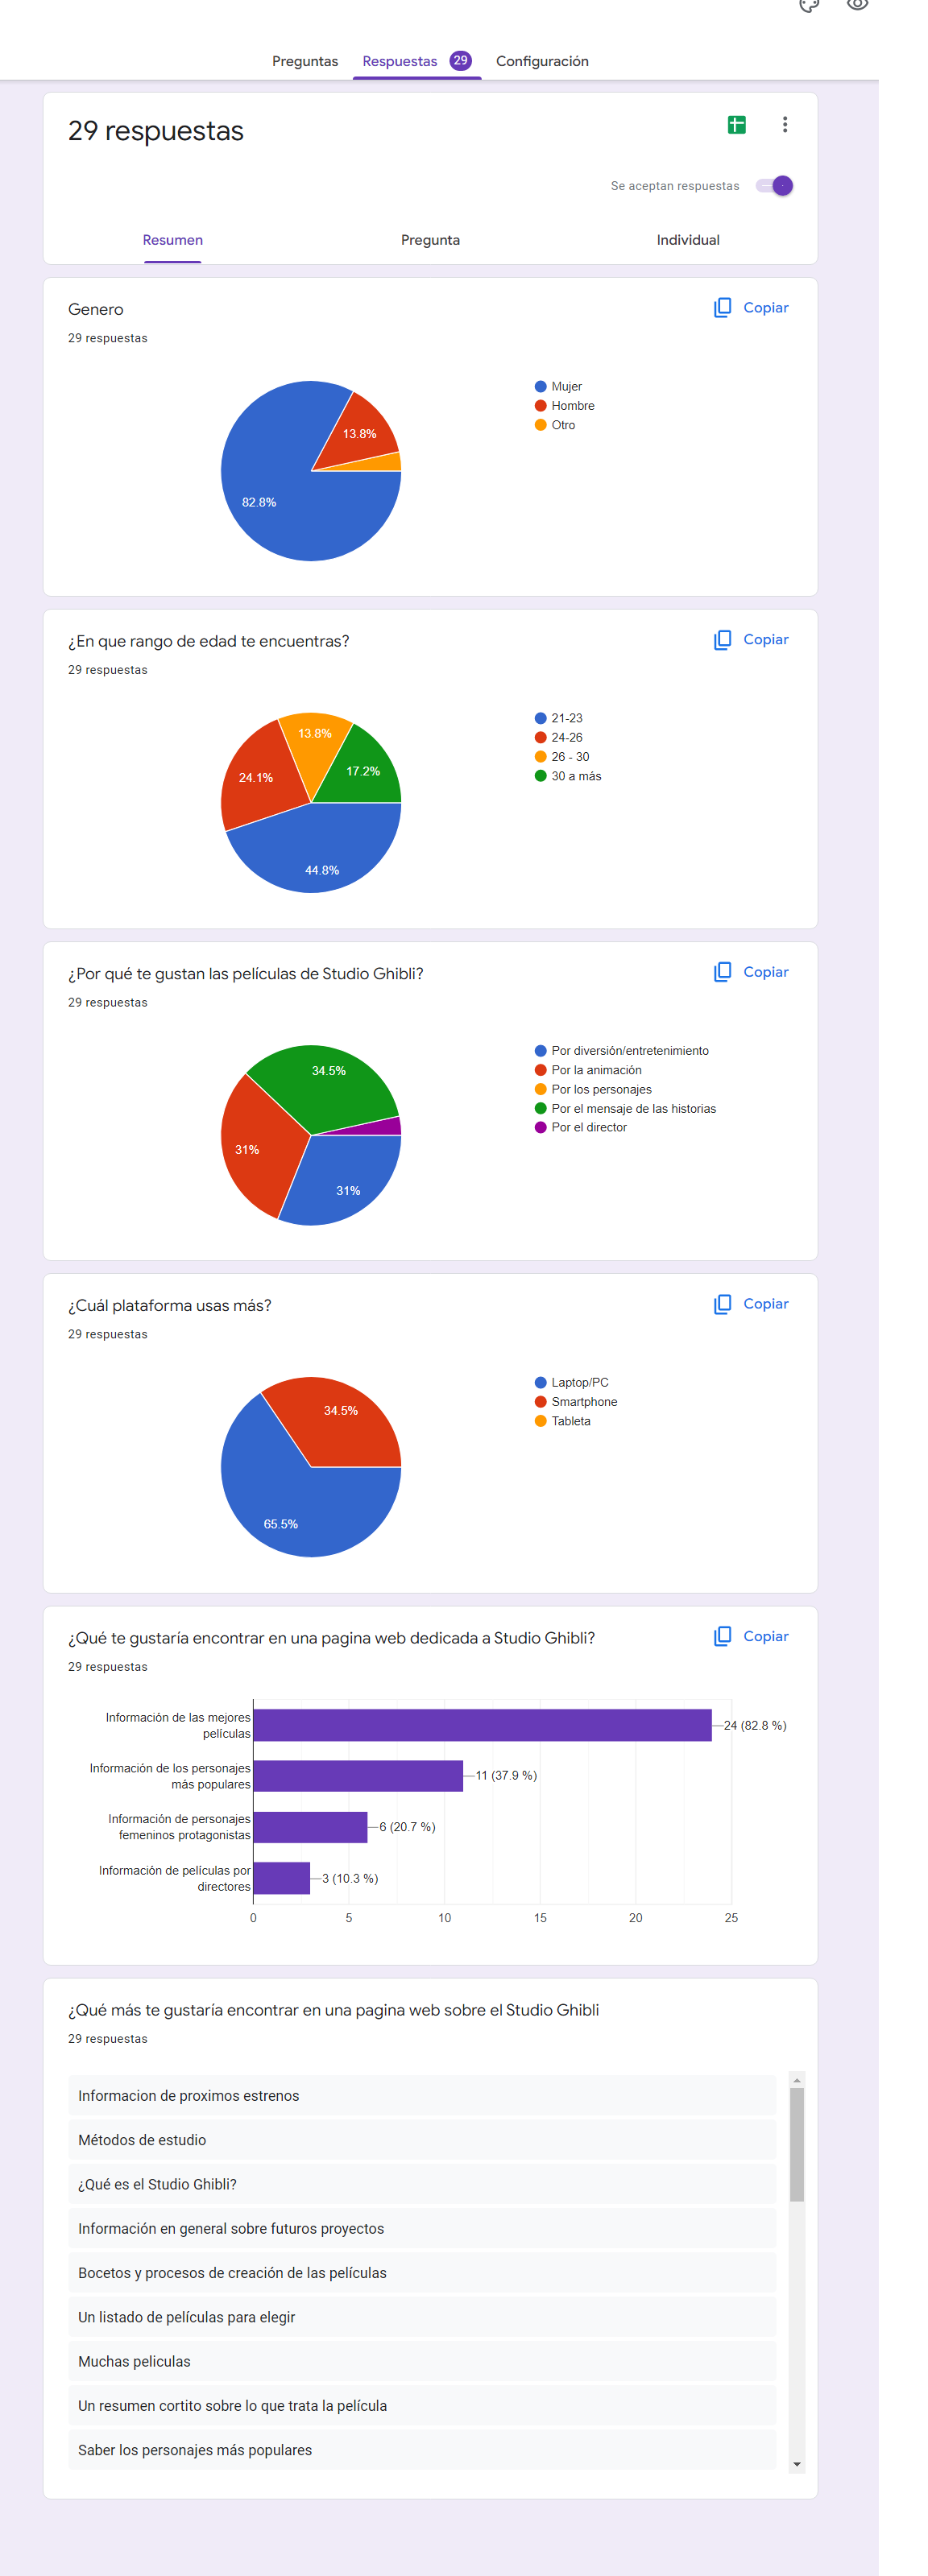 Preguntas Respuestas 29 Configuración
29 respuestas
Se aceptan respuestas
Resumen Pregunta Individual
Genero
Copiar
29 respuestas
Mujer
Hombre
Otro
13.8%
82.8%
¿En que rango de edad te encuentras?
Copiar
29 respuestas
21-23
24-26
26 - 30
30 a más
13.8%
17.2%
24.1%
44.8%
¿Por qué te gustan las películas de Studio Ghibli?
Copiar
29 respuestas
Por diversión/entretenimiento
Por la animación
Por los personajes
Por el mensaje de las historias
Por el director
34.5%
31%
31%
¿Cuál plataforma usas más?
Copiar
29 respuestas
Laptop/PC
Smartphone
Tableta
34.5%
65.5%
¿Qué te gustaría encontrar en una pagina web dedicada a Studio Ghibli?
Copiar
29 respuestas
Información de las mejores
películas
24 (82.8 %)
Información de los personajes
más populares
11 (37.9 %)
Información de personajes
femeninos protagonistas
6 (20.7 %)
Información de películas por
directores
3 (10.3 %)
0 5 10 15 20 25
¿Qué más te gustaría encontrar en una pagina web sobre el Studio Ghibli
29 respuestas
Informacion de proximos estrenos
Métodos de estudio
¿Qué es el Studio Ghibli?
Información en general sobre futuros proyectos
Bocetos y procesos de creación de las películas
Un listado de películas para elegir
Muchas peliculas
Un resumen cortito sobre lo que trata la película
Saber los personajes más populares